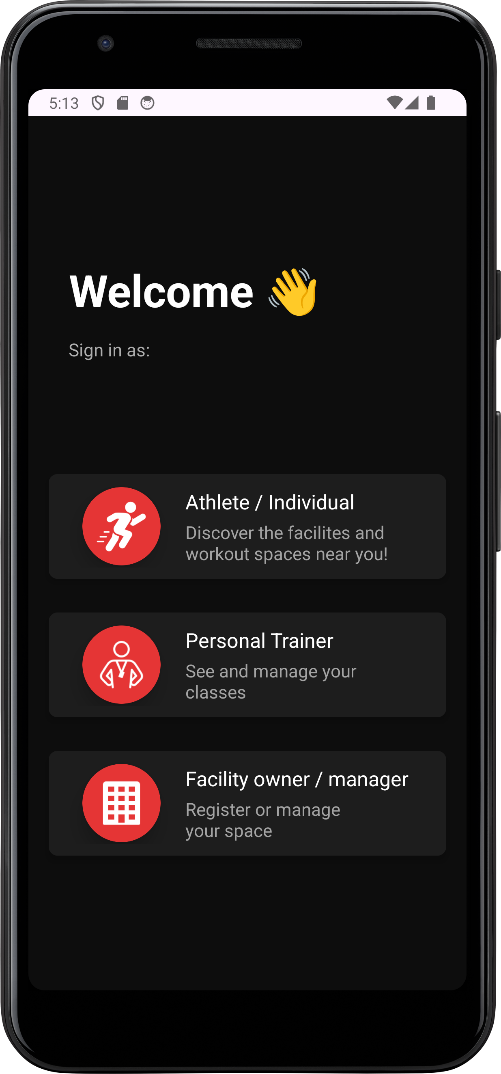 5:13
Welcome 👋
Sign in as:
Athlete / Individual
Discover the facilites and
workout spaces near you!
Personal Trainer
See and manage your
classes
Facility owner / manager
Register or manage
your space